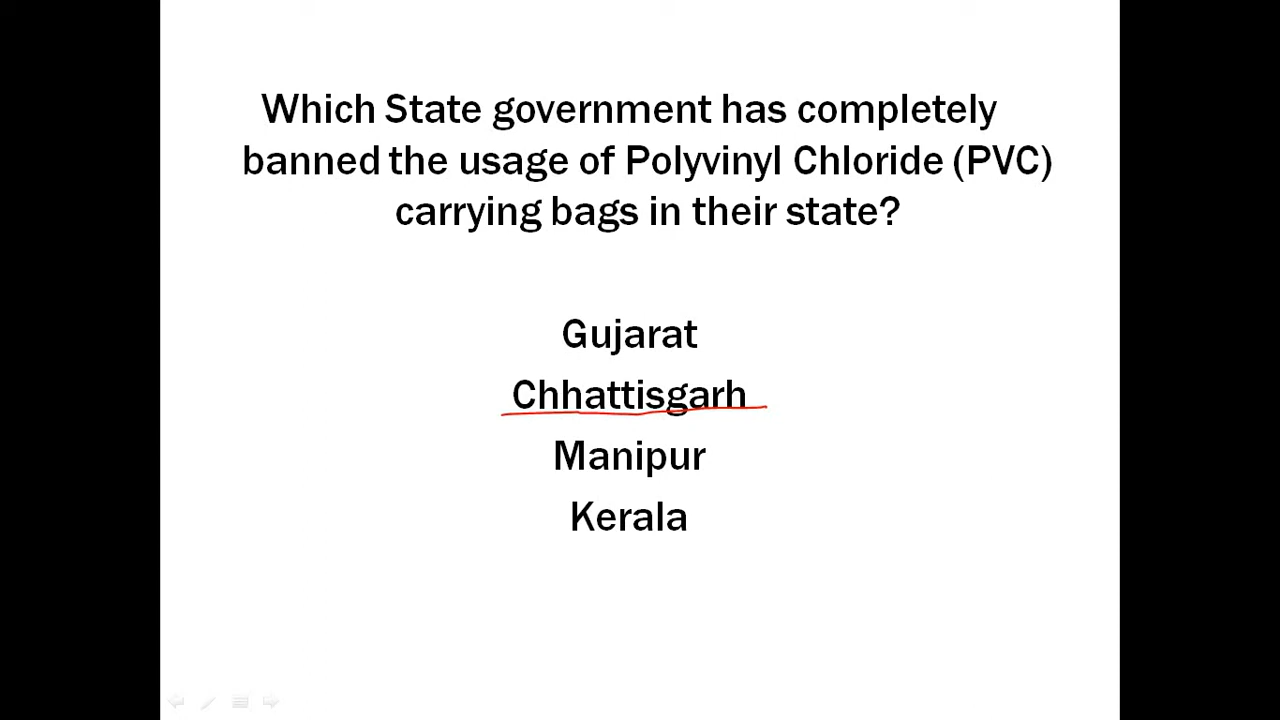 Which State government has completely
banned the usage of Polyvinyl Chloride (PVC)
carrying bags in their state?
Gujarat
Chhattisgarh
Manipur
Kerala